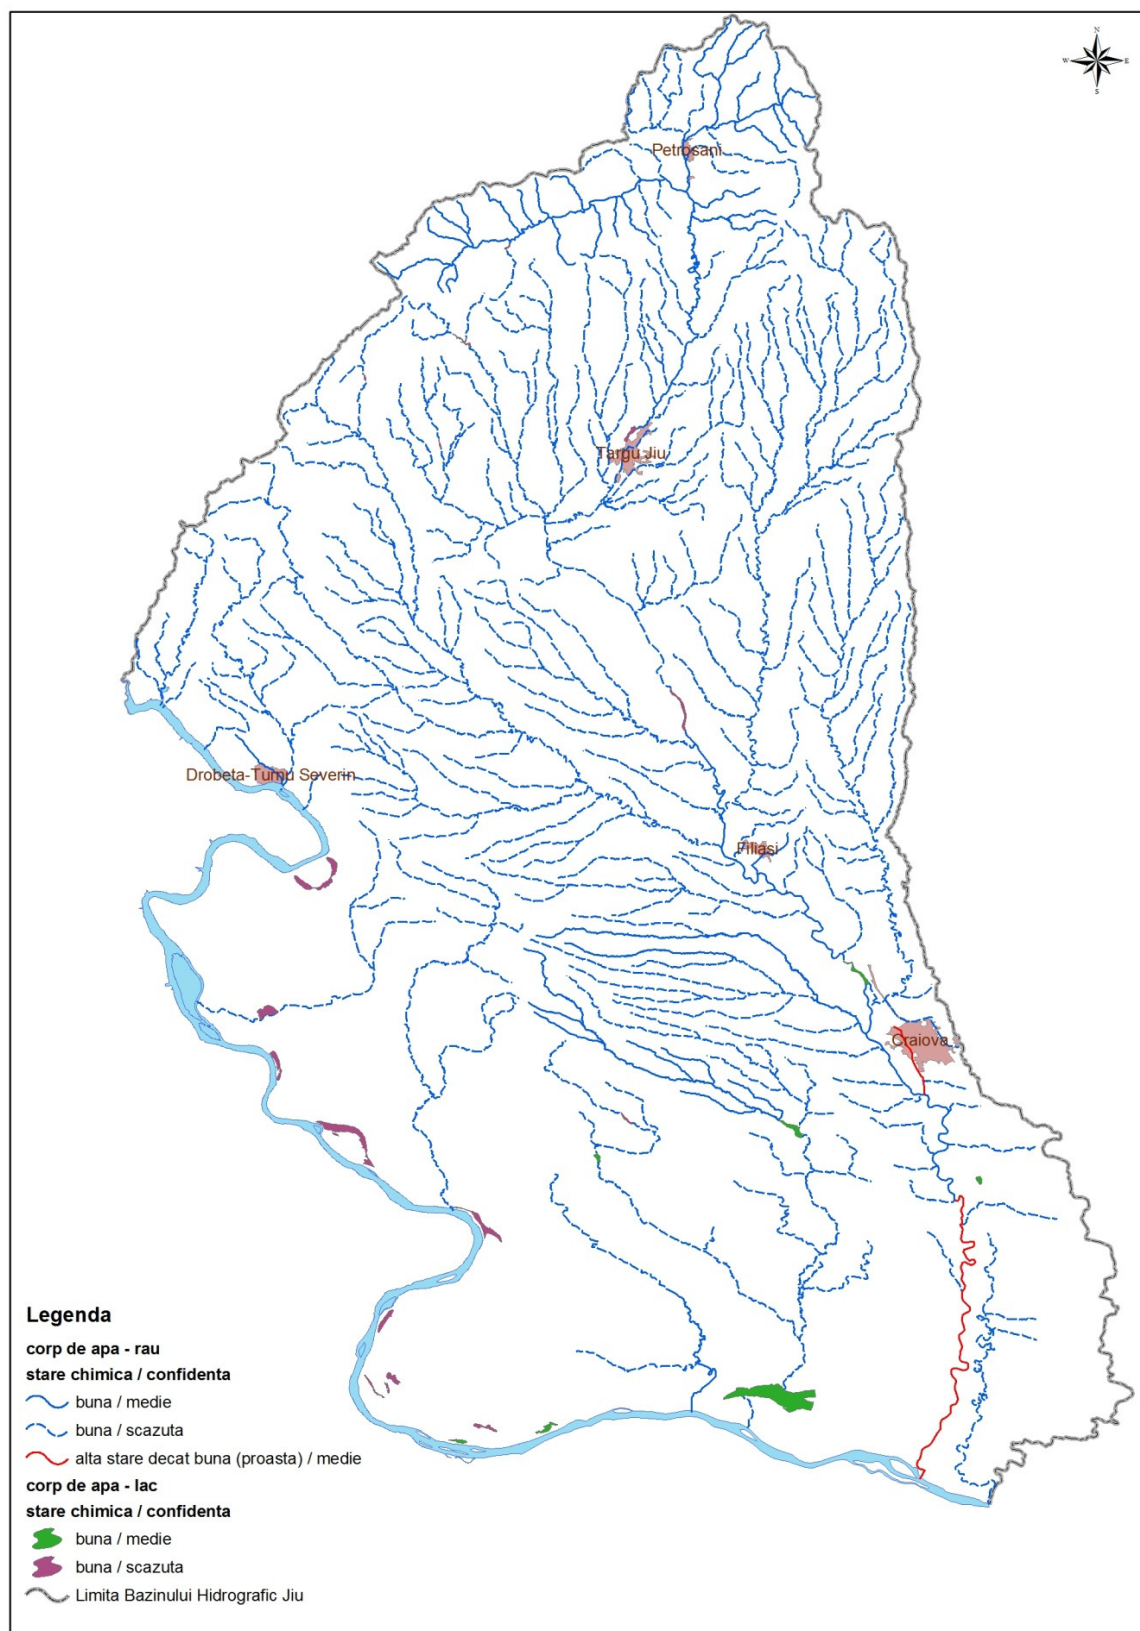 N
W E
S
Petrosani
Targu Jiu
Drobeta-Turnu Severin
Filiasi
Craiova
Legenda
corp de apa - rau
stare chimica / confidenta
buna / medie
buna / scazuta
alta stare decat buna (proasta) / medie
corp de apa - lac
stare chimica / confidenta
buna / medie
buna / scazuta
Limita Bazinului Hidrografic Jiu